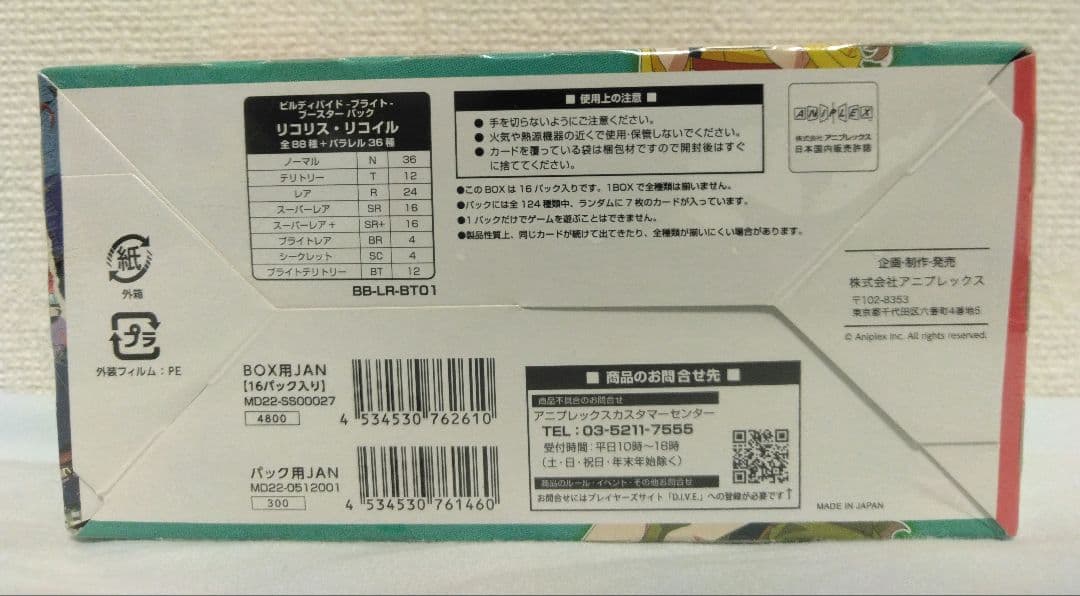 ビルディバイド -ブライト-
ブースターパック
リコリス・リコイル
全88種+パラレル36種
ノーマル N 36
テリトリー T 12
レア R 24
スーパーレア SR 16
スーパーレア+ SR+ 16
ブライトレア BR 4
シークレット SC 4
ブライトテリトリー BT 12
BB-LR-BT01
■ 使用上の注意 ■
● 手を切らないようにご注意ください。
● 火気や熱源機器の近くで使用・保管しないでください。
● カードを覆っている袋は梱包材ですので開封後はすぐ
に捨ててください。
●このBOXは16パック入りです。1BOXで全種類は揃いません。
●パックには全124種類中、ランダムに7枚のカードが入っています。
●1パックだけでゲームを遊ぶことはできません。
●製品性質上、同じカードが続けて出てきたり、全種類が揃いにくい場合があります。
ANIPLEX
株式会社アニプレックス
日本国内販売許諾
企画・制作・発売
株式会社アニプレックス
〒102-8353
東京都千代田区六番町4番地5
© Aniplex Inc. All rights reserved.
紙
外箱
プラ
外装フィルム:PE
BOX用JAN
【16パック入り】
MD22-SS00027
4800
4 534530 762610
パック用JAN
MD22-0512001
300
4 534530 761460
■ 商品のお問合せ先 ■
商品不具合のお問合せ
アニプレックスカスタマーセンター
TEL:03-5211-7555
受付時間:平日10時~18時
(土・日・祝日・年末年始除く)
商品のルール・イベント・その他お問合せ
お問合せにはプレイヤーズサイト「D.I.V.E.」への登録が必要です↑
MADE IN JAPAN